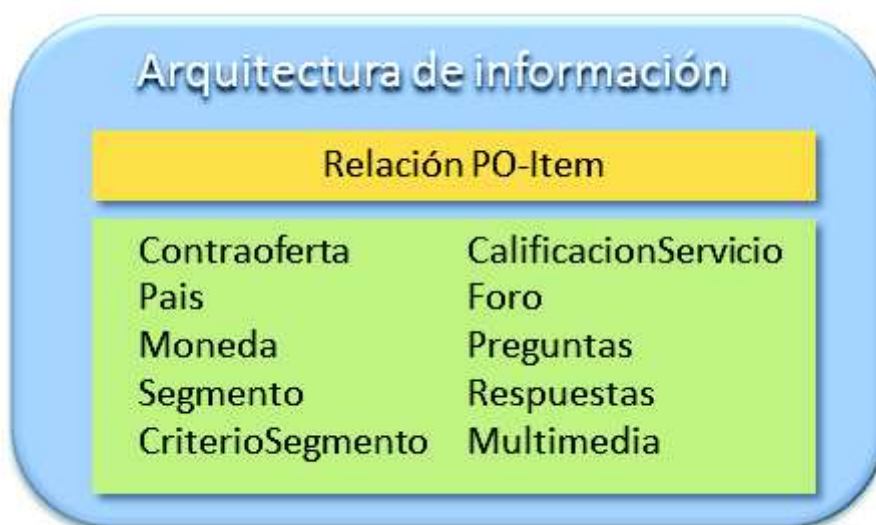 Arquitectura de información
Relación PO-Item
Contraoferta
Pais
Moneda
Segmento
CriterioSegmento
CalificacionServicio
Foro
Preguntas
Respuestas
Multimedia